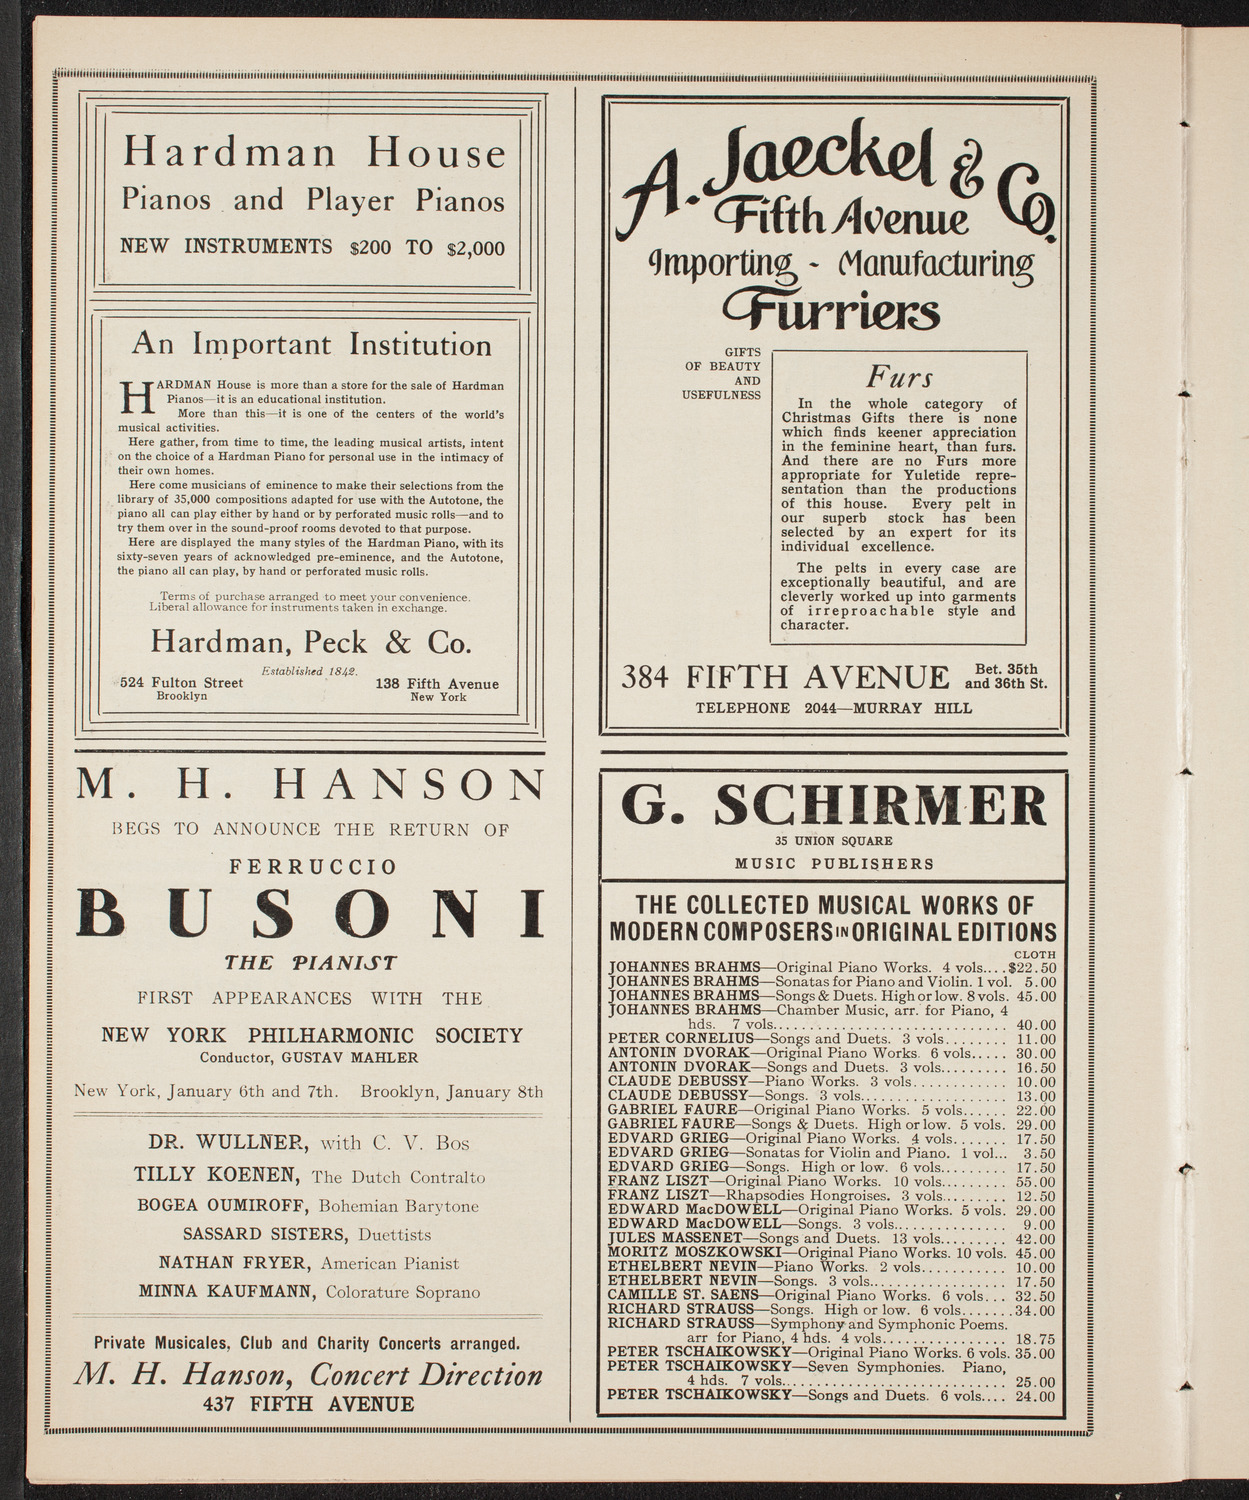 Hardman House
Pianos and Player Pianos
NEW INSTRUMENTS $200 TO $2,000
An Important Institution
HARDMAN House is more than a store for the sale of Hardman
Pianos—it is an educational institution.
More than this—it is one of the centers of the world's
musical activities.
Here gather, from time to time, the leading musical artists, intent
on the choice of a Hardman Piano for personal use in the intimacy of
their own homes.
Here come musicians of eminence to make their selections from the
library of 35,000 compositions adapted for use with the Autotone, the
piano all can play either by hand or by perforated music rolls—and to
try them over in the sound-proof rooms devoted to that purpose.
Here are displayed the many styles of the Hardman Piano, with its
sixty-seven years of acknowledged pre-eminence, and the Autotone,
the piano all can play, by hand or perforated music rolls.
Terms of purchase arranged to meet your convenience.
Liberal allowance for instruments taken in exchange.
Hardman, Peck & Co.
Established 1842.
524 Fulton Street 138 Fifth Avenue
Brooklyn New York
M. H. HANSON
BEGS TO ANNOUNCE THE RETURN OF
FERRUCCIO
BUSONI
THE PIANIST
FIRST APPEARANCES WITH THE
NEW YORK PHILHARMONIC SOCIETY
Conductor, GUSTAV MAHLER
New York, January 6th and 7th. Brooklyn, January 8th
DR. WULLNER, with C. V. Bos
TILLY KOENEN, The Dutch Contralto
BOGEA OUMIROFF, Bohemian Barytone
SASSARD SISTERS, Duettists
NATHAN FRYER, American Pianist
MINNA KAUFMANN, Colorature Soprano
Private Musicales, Club and Charity Concerts arranged.
M. H. Hanson, Concert Direction
437 FIFTH AVENUE
A. Jaeckel & Co.
Fifth Avenue
Importing - Manufacturing
Furriers
GIFTS
OF BEAUTY
AND
USEFULNESS
Furs
In the whole category of
Christmas Gifts there is none
which finds keener appreciation
in the feminine heart, than furs.
And there are no Furs more
appropriate for Yuletide repre-
sentation than the productions
of this house. Every pelt in
our superb stock has been
selected by an expert for its
individual excellence.
The pelts in every case are
exceptionally beautiful, and are
cleverly worked up into garments
of irreproachable style and
character.
384 FIFTH AVENUE Bet. 35th
and 36th St.
TELEPHONE 2044—MURRAY HILL
G. SCHIRMER
35 UNION SQUARE
MUSIC PUBLISHERS
THE COLLECTED MUSICAL WORKS OF
MODERN COMPOSERS IN ORIGINAL EDITIONS
CLOTH
JOHANNES BRAHMS—Original Piano Works. 4 vols....$22.50
JOHANNES BRAHMS—Sonatas for Piano and Violin. 1 vol. 5.00
JOHANNES BRAHMS—Songs & Duets. High or low. 8 vols. 45.00
JOHANNES BRAHMS—Chamber Music, arr. for Piano, 4
hds. 7 vols............................ 40.00
PETER CORNELIUS—Songs and Duets. 3 vols........ 11.00
ANTONIN DVORAK—Original Piano Works. 6 vols..... 30.00
ANTONIN DVORAK—Songs and Duets. 3 vols......... 16.50
CLAUDE DEBUSSY—Piano Works. 3 vols............ 10.00
CLAUDE DEBUSSY—Songs. 3 vols.................. 13.00
GABRIEL FAURE—Original Piano Works. 5 vols...... 22.00
GABRIEL FAURE—Songs & Duets. High or low. 5 vols. 29.00
EDVARD GRIEG—Original Piano Works. 4 vols....... 17.50
EDVARD GRIEG—Sonatas for Violin and Piano. 1 vol... 3.50
EDVARD GRIEG—Songs. High or low. 6 vols......... 17.50
FRANZ LISZT—Original Piano Works. 10 vols........ 55.00
FRANZ LISZT—Rhapsodies Hongroises. 3 vols........ 12.50
EDWARD MacDOWELL—Original Piano Works. 5 vols. 29.00
EDWARD MacDOWELL—Songs. 3 vols............... 9.00
JULES MASSENET—Songs and Duets. 13 vols......... 42.00
MORITZ MOSZKOWSKI—Original Piano Works. 10 vols. 45.00
ETHELBERT NEVIN—Piano Works. 2 vols........... 10.00
ETHELBERT NEVIN—Songs. 3 vols................. 17.50
CAMILLE ST. SAENS—Original Piano Works. 6 vols... 32.50
RICHARD STRAUSS—Songs. High or low. 6 vols.......34.00
RICHARD STRAUSS—Symphony and Symphonic Poems.
arr for Piano, 4 hds. 4 vols................ 18.75
PETER TSCHAIKOWSKY—Original Piano Works. 6 vols. 35.00
PETER TSCHAIKOWSKY—Seven Symphonies. Piano,
4 hds. 7 vols............................ 25.00
PETER TSCHAIKOWSKY—Songs and Duets. 6 vols.... 24.00